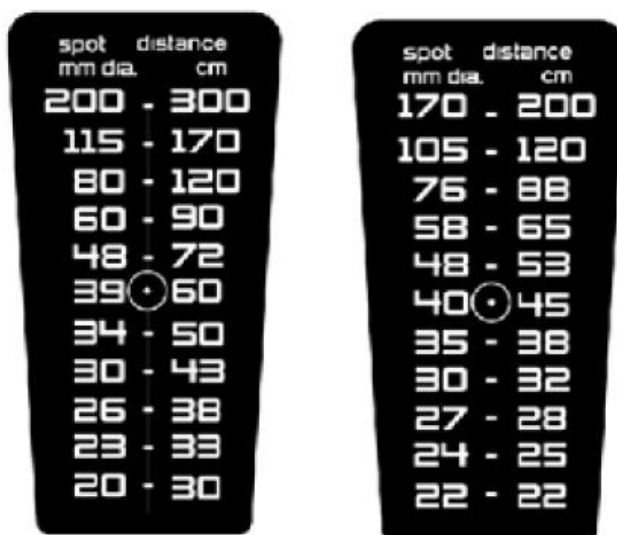 spot distance
mm dia. cm
200 - 300
115 - 170
80 - 120
60 - 90
48 - 72
39 60
34 - 50
30 - 43
26 - 38
23 - 33
20 - 30
spot distance
mm dia. cm
170 - 200
105 - 120
76 - 88
58 - 65
48 - 53
40 45
35 - 38
30 - 32
27 - 28
24 - 25
22 - 22